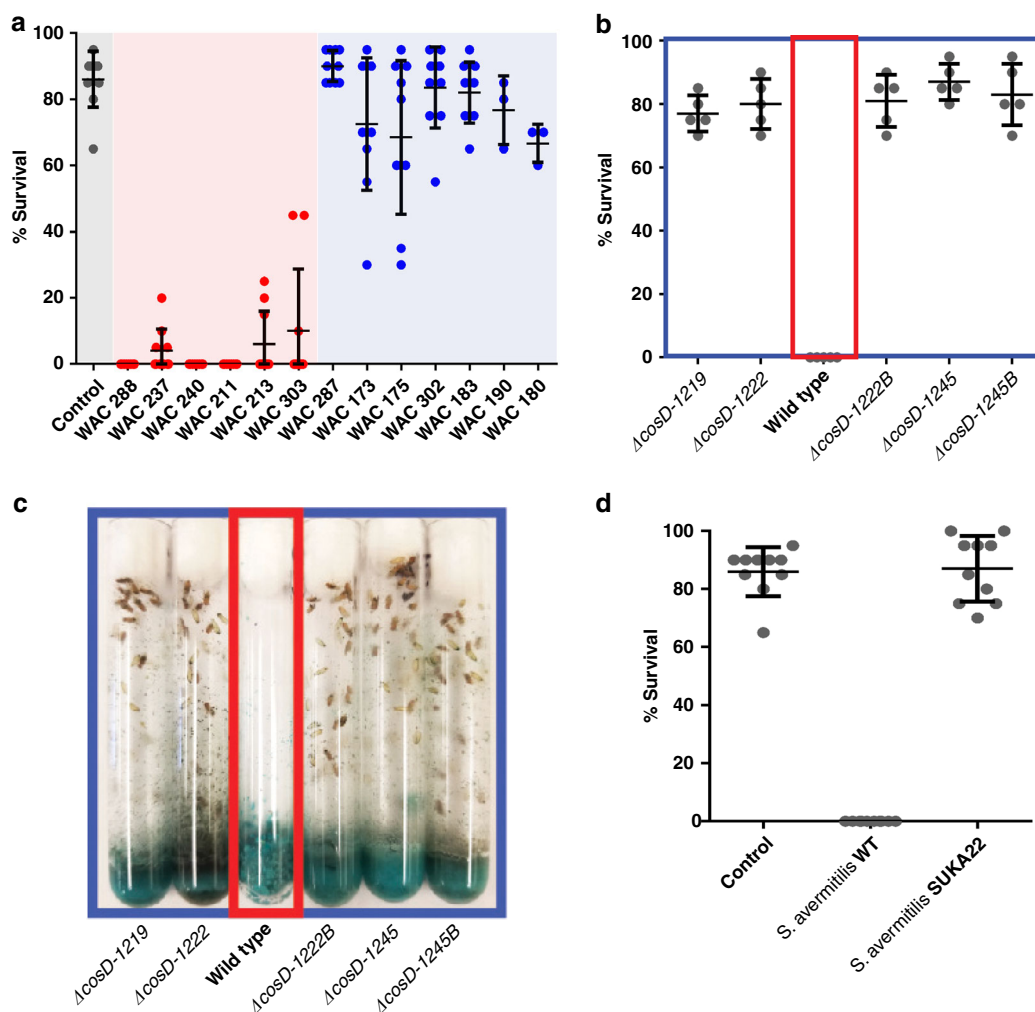 a
% Survival
100
80
60
40
20
0
Control
WAC 288
WAC 237
WAC 240
WAC 211
WAC 213
WAC 303
WAC 287
WAC 173
WAC 175
WAC 302
WAC 183
WAC 190
WAC 180
b
% Survival
100
80
60
40
20
0
ΔcosD-1219
ΔcosD-1222
Wild type
ΔcosD-1222B
ΔcosD-1245
ΔcosD-1245B
c
ΔcosD-1219
ΔcosD-1222
Wild type
ΔcosD-1222B
ΔcosD-1245
ΔcosD-1245B
d
% Survival
100
80
60
40
20
0
Control
S. avermitilis WT
S. avermitilis SUKA22